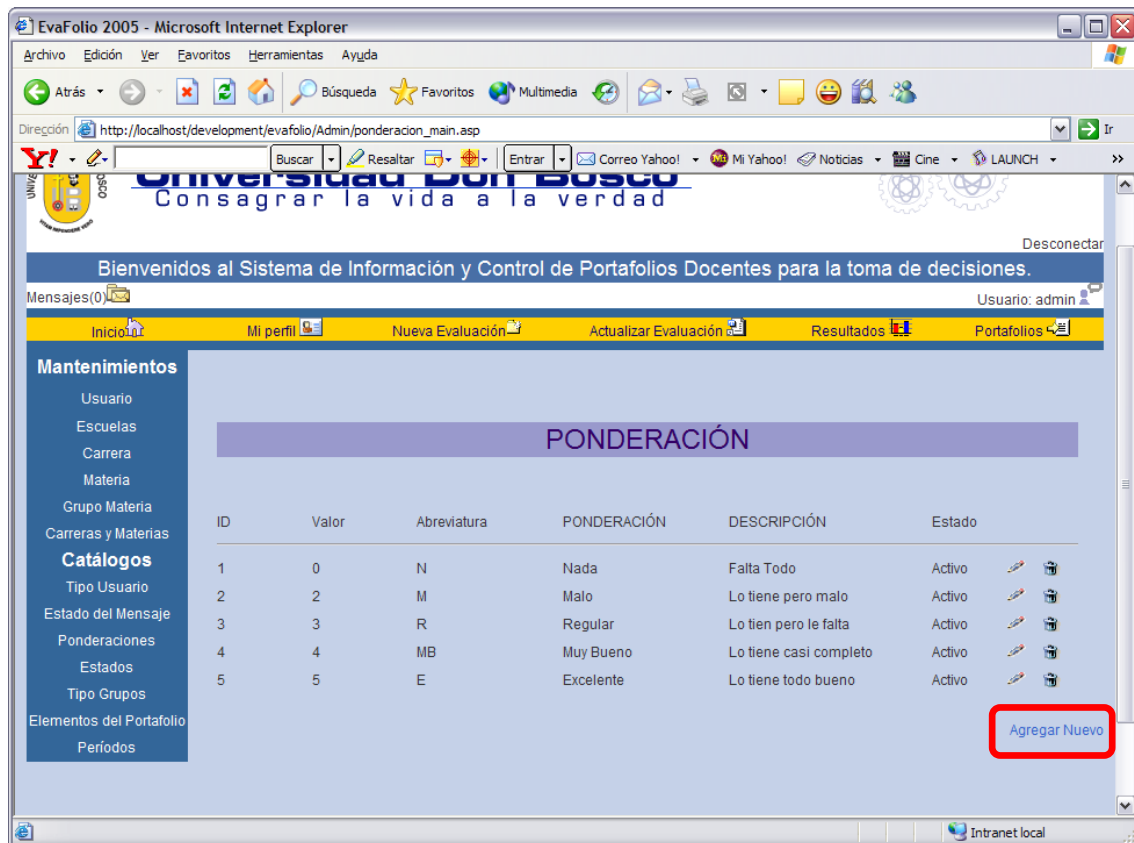 EvaFolio 2005 - Microsoft Internet Explorer
Archivo Edición Ver Favoritos Herramientas Ayuda
Atrás Búsqueda Favoritos Multimedia
Dirección http://localhost/development/evafolio/Admin/ponderacion_main.asp Ir
Y! Buscar Resaltar Entrar Correo Yahoo! Mi Yahoo! Noticias Cine LAUNCH »
Universidad Don Bosco
Consagrar la vida a la verdad
Desconectar
Bienvenidos al Sistema de Información y Control de Portafolios Docentes para la toma de decisiones.
Mensajes(0) Usuario: admin
Inicio Mi perfil Nueva Evaluación Actualizar Evaluación Resultados Portafolios
Mantenimientos
Usuario
Escuelas
Carrera
Materia
Grupo Materia
Carreras y Materias
Catálogos
Tipo Usuario
Estado del Mensaje
Ponderaciones
Estados
Tipo Grupos
Elementos del Portafolio
Períodos
PONDERACIÓN
ID Valor Abreviatura PONDERACIÓN DESCRIPCIÓN Estado
1 0 N Nada Falta Todo Activo
2 2 M Malo Lo tiene pero malo Activo
3 3 R Regular Lo tien pero le falta Activo
4 4 MB Muy Bueno Lo tiene casi completo Activo
5 5 E Excelente Lo tiene todo bueno Activo
Agregar Nuevo
Intranet local